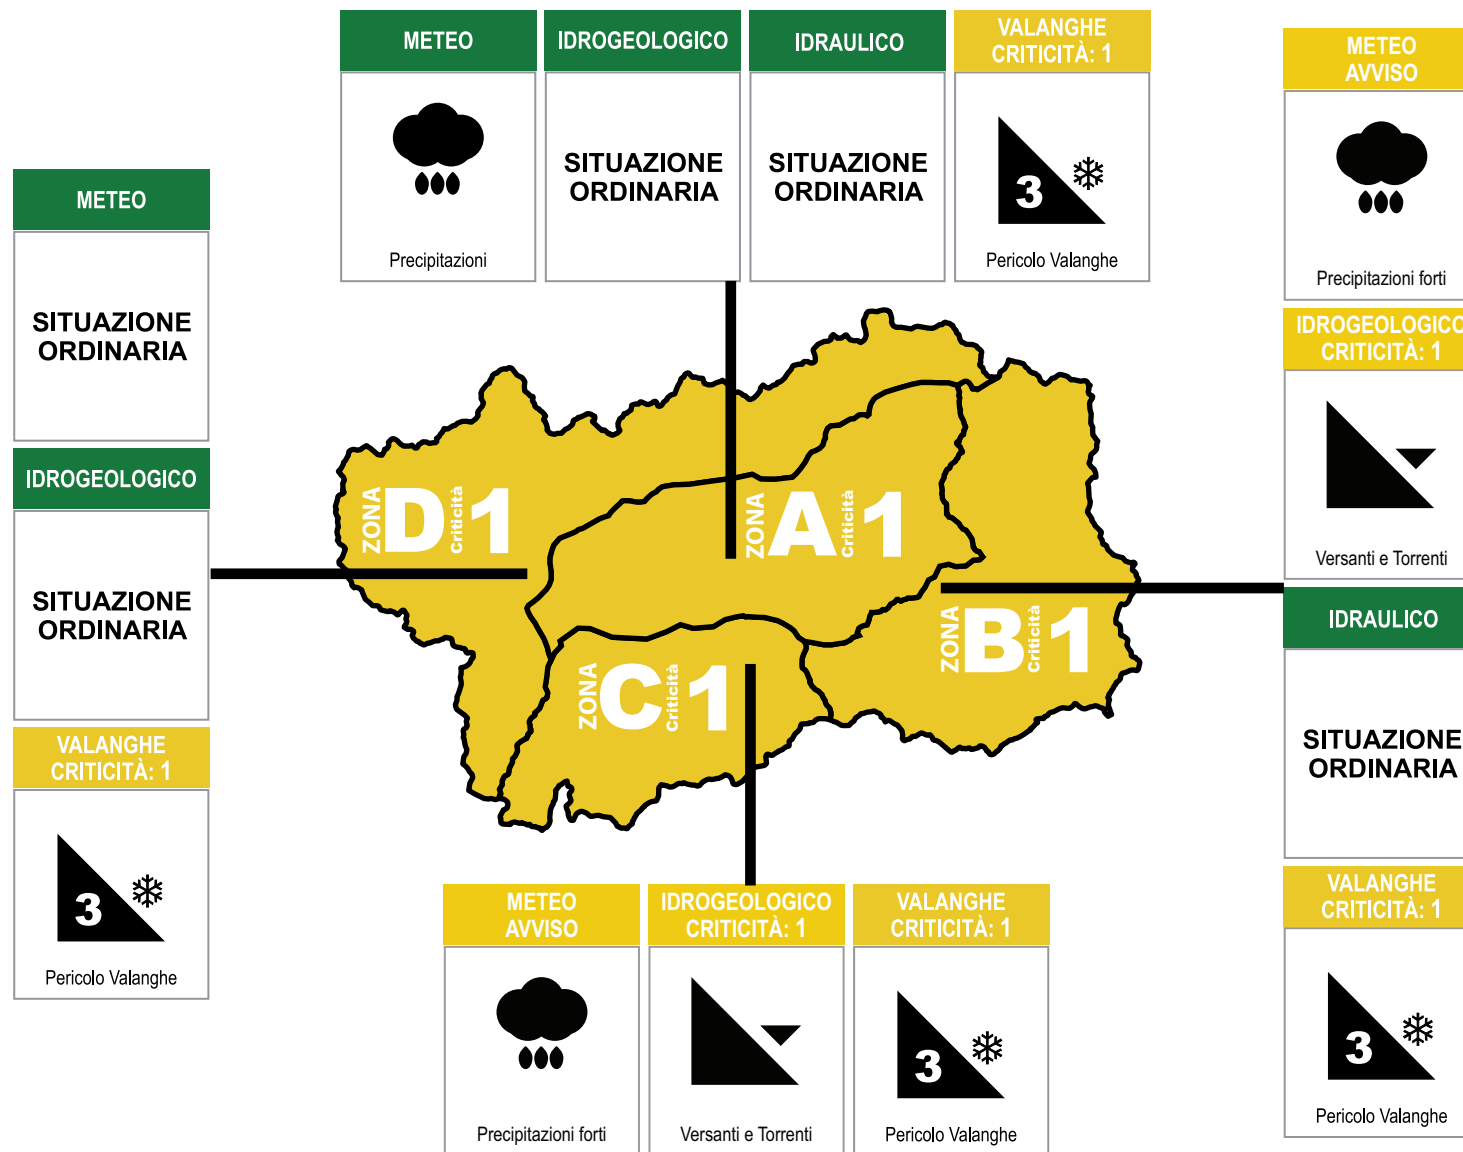 METEO
Precipitazioni
IDROGEOLOGICO
SITUAZIONE
ORDINARIA
IDRAULICO
SITUAZIONE
ORDINARIA
VALANGHE
CRITICITÀ: 1
3
Pericolo Valanghe
METEO
AVVISO
Precipitazioni forti
IDROGEOLOGICO
CRITICITÀ: 1
Versanti e Torrenti
IDRAULICO
SITUAZIONE
ORDINARIA
VALANGHE
CRITICITÀ: 1
3
Pericolo Valanghe
METEO
SITUAZIONE
ORDINARIA
IDROGEOLOGICO
SITUAZIONE
ORDINARIA
VALANGHE
CRITICITÀ: 1
3
Pericolo Valanghe
ZONA D Criticità 1
ZONA A Criticità 1
ZONA B Criticità 1
ZONA C Criticità 1
METEO
AVVISO
Precipitazioni forti
IDROGEOLOGICO
CRITICITÀ: 1
Versanti e Torrenti
VALANGHE
CRITICITÀ: 1
3
Pericolo Valanghe